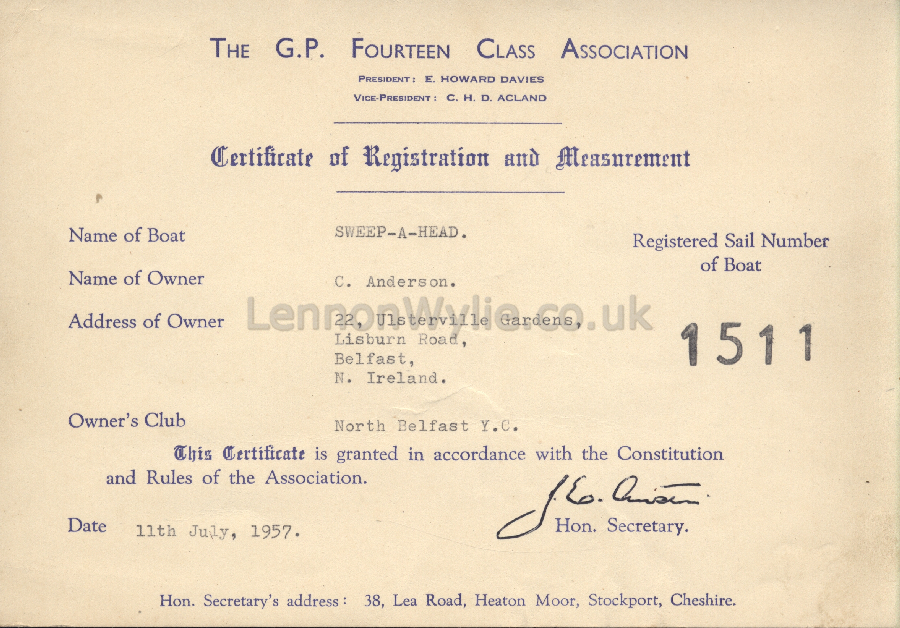 THE G.P. FOURTEEN CLASS ASSOCIATION
PRESIDENT: E. HOWARD DAVIES
VICE-PRESIDENT: C. H. D. ACLAND
Certificate of Registration and Measurement
Name of Boat SWEEP-A-HEAD.
Registered Sail Number
of Boat
Name of Owner C. Anderson.
Address of Owner 22, Ulsterville Gardens,
Lisburn Road,
Belfast,
N. Ireland.
1511
LennonWylie.co.uk
Owner's Club North Belfast Y.C.
This Certificate is granted in accordance with the Constitution
and Rules of the Association.
Date 11th July, 1957.
Hon. Secretary.
Hon. Secretary's address: 38, Lea Road, Heaton Moor, Stockport, Cheshire.